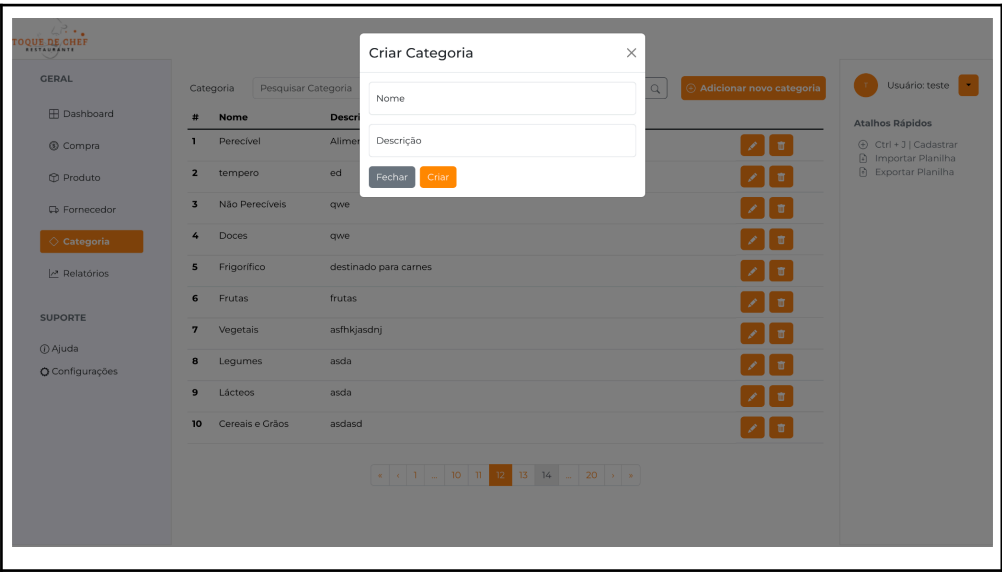 TOQUE DE CHEF
RESTAURANTE
GERAL
Dashboard
Compra
Produto
Fornecedor
Categoria
Relatórios
SUPORTE
Ajuda
Configurações
Categoria Pesquisar Categoria Adicionar novo categoria
# Nome Descri
1 Perecível Alimer
2 tempero ed
3 Não Perecíveis qwe
4 Doces qwe
5 Frigorífico destinado para carnes
6 Frutas frutas
7 Vegetais asfhkjasdnj
8 Legumes asda
9 Lácteos asda
10 Cereais e Grãos asdasd
« ‹ 1 ... 10 11 12 13 14 ... 20 › »
Criar Categoria
Nome
Descrição
Fechar Criar
T Usuário: teste
Atalhos Rápidos
Ctrl + J | Cadastrar
Importar Planilha
Exportar Planilha